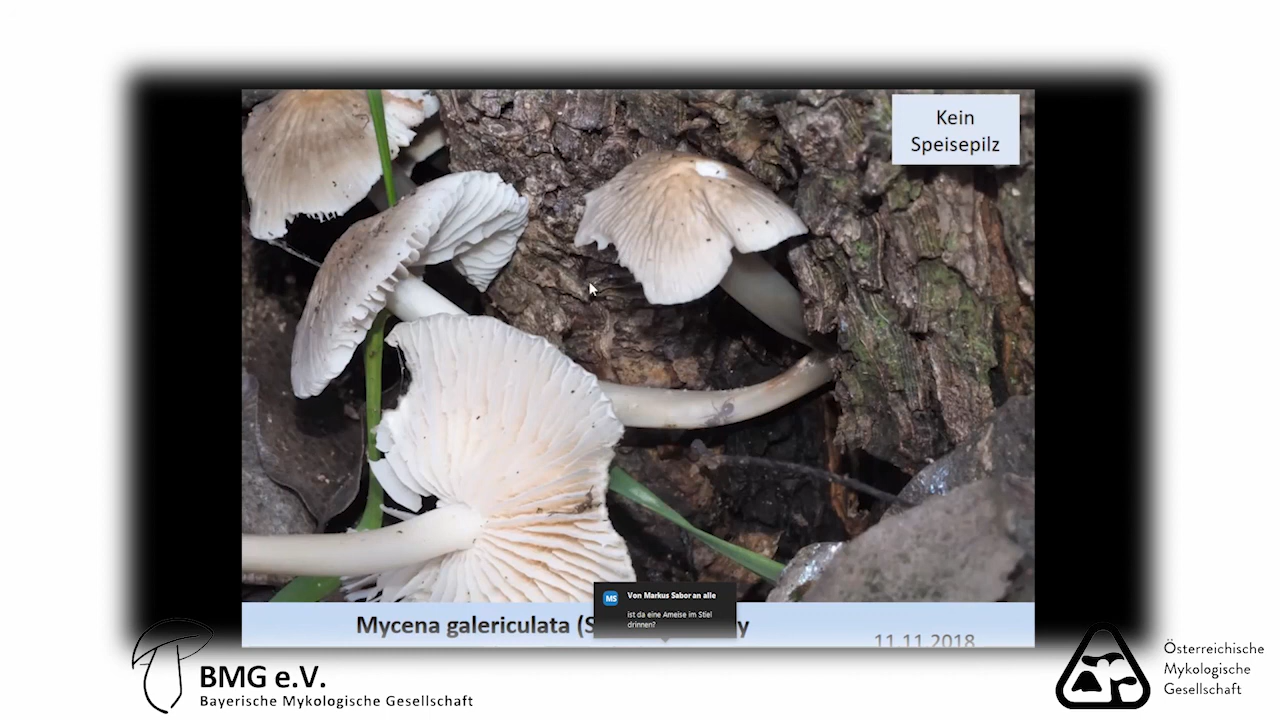 Kein
Speisepilz
MS
Von Markus Sabor an alle
ist da eine Ameise im Stiel
drinnen?
Mycena galericulata (S
y
11.11.2018
BMG e.V.
Bayerische Mykologische Gesellschaft
Österreichische
Mykologische
Gesellschaft